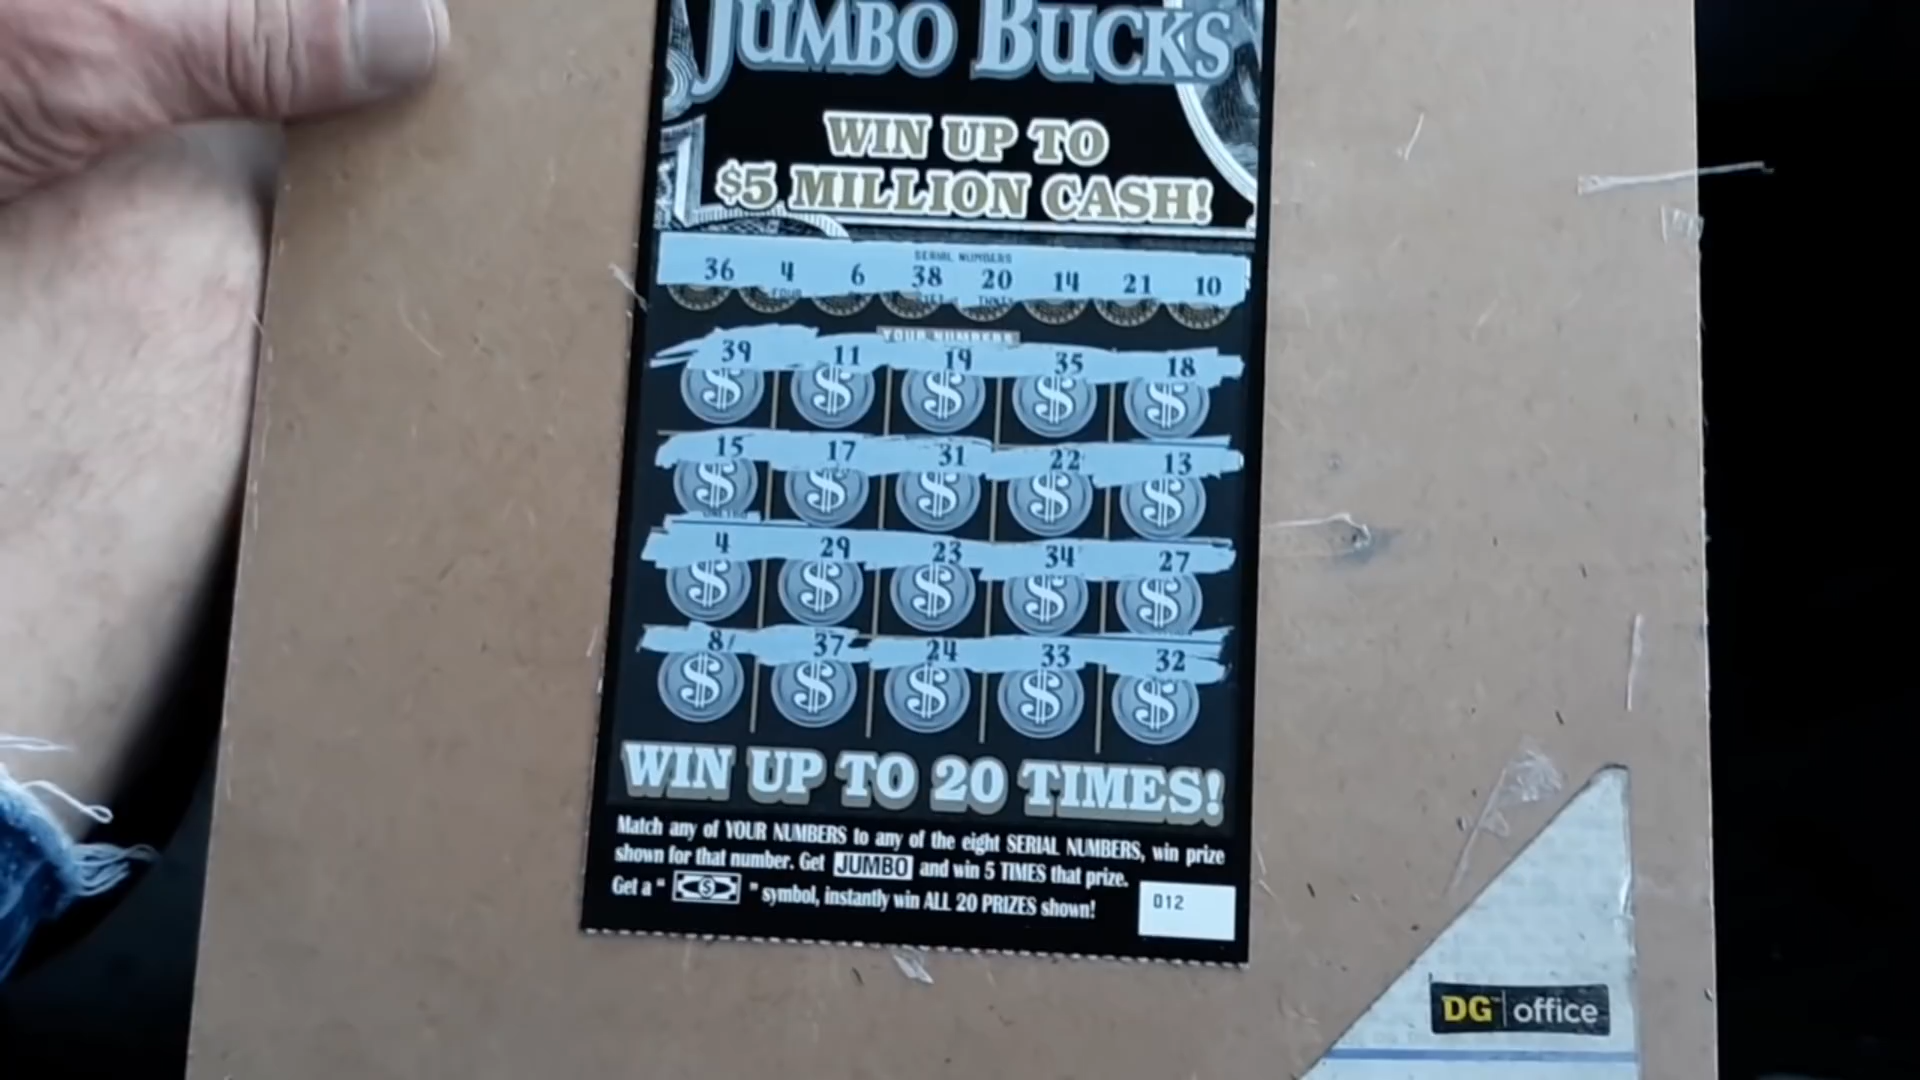 JUMBO BUCKS
WIN UP TO
$5 MILLION CASH!
SERIAL NUMBERS
36 4 6 38 20 14 21 10
FOUR
YOUR NUMBERS
39 11 19 35 18
15 17 31 22 13
4 29 23 34 27
8 37 24 33 32
WIN UP TO 20 TIMES!
Match any of YOUR NUMBERS to any of the eight SERIAL NUMBERS, win prize
shown for that number. Get JUMBO and win 5 TIMES that prize.
Get a " $ " symbol, instantly win ALL 20 PRIZES shown!
012
DG™ office